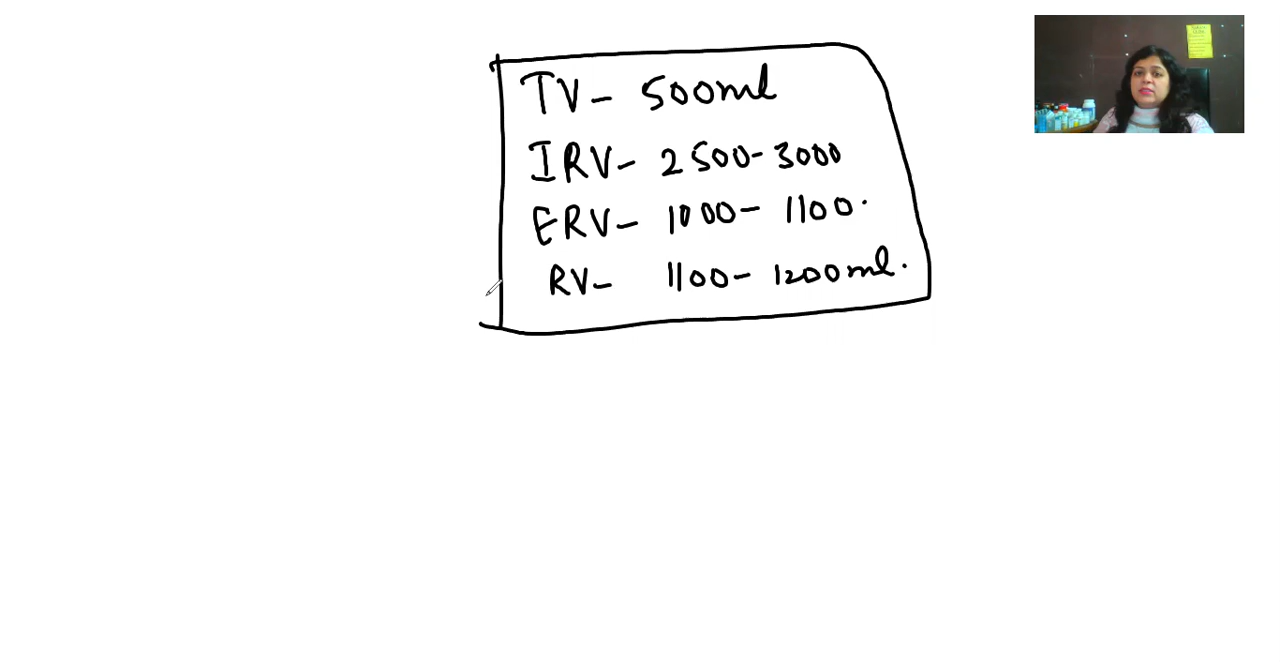 TV- 500ml
IRV- 2500-3000
ERV- 1000- 1100.
RV- 1100- 1200ml.